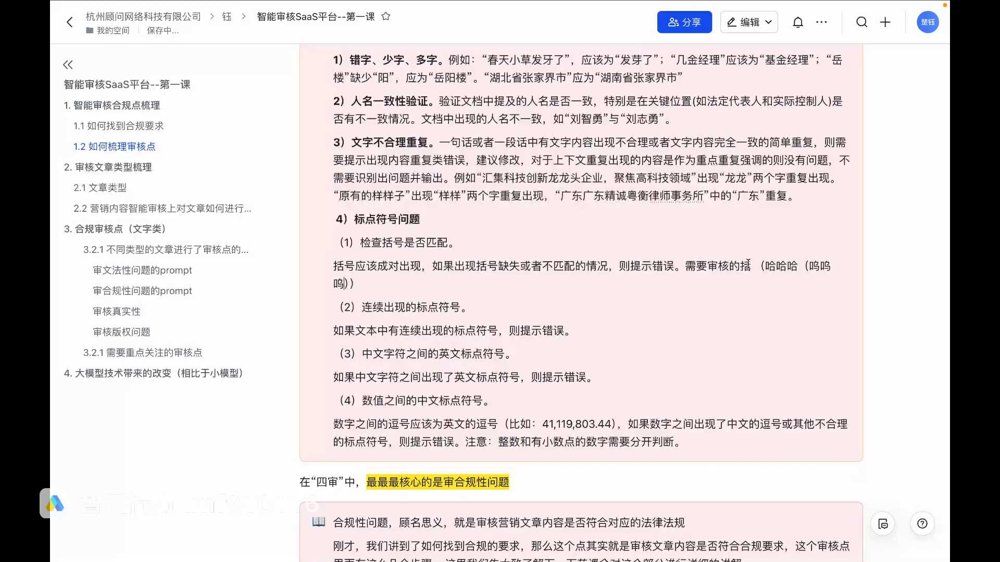 杭州顾问网络科技有限公司 > 钰 > 智能审核SaaS平台--第一课
我的空间 | 保存中...
分享
编辑
楚钰
智能审核SaaS平台--第一课
1. 智能审核合规点梳理
1.1 如何找到合规要求
1.2 如何梳理审核点
2. 审核文章类型梳理
2.1 文章类型
2.2 营销内容智能审核上对文章如何进行...
3. 合规审核点（文字类）
3.2.1 不同类型的文章进行了审核点的...
审文法性问题的prompt
审合规性问题的prompt
审核真实性
审核版权问题
3.2.1 需要重点关注的审核点
4. 大模型技术带来的改变（相比于小模型）
1）错字、少字、多字。例如：“春天小草发牙了”，应该为“发芽了”；“几金经理”应该为“基金经理”；“岳
楼”缺少“阳”，应为“岳阳楼”。“湖北省张家界市”应为“湖南省张家界市”
2）人名一致性验证。验证文档中提及的人名是否一致，特别是在关键位置(如法定代表人和实际控制人)是
否有不一致情况。文档中出现的人名不一致，如“刘智勇”与“刘志勇”。
3）文字不合理重复。一句话或者一段话中有文字内容出现不合理或者文字内容完全一致的简单重复，则需
要提示出现内容重复类错误，建议修改，对于上下文重复出现的内容是作为重点重复强调的则没有问题，不
需要识别出问题并输出。例如“汇集科技创新龙龙头企业，聚焦高科技领域”出现“龙龙”两个字重复出现。
“原有的样样子”出现“样样”两个字重复出现，“广东广东精诚粤衡律师事务所”中的“广东”重复。
4）标点符号问题
（1）检查括号是否匹配。
括号应该成对出现，如果出现括号缺失或者不匹配的情况，则提示错误。需要审核的括（哈哈哈（呜呜
呜)）
（2）连续出现的标点符号。
如果文本中有连续出现的标点符号，则提示错误。
（3）中文字符之间的英文标点符号。
如果中文字符之间出现了英文标点符号，则提示错误。
（4）数值之间的中文标点符号。
数字之间的逗号应该为英文的逗号（比如：41,119,803.44），如果数字之间出现了中文的逗号或其他不合理
的标点符号，则提示错误。注意：整数和有小数点的数字需要分开判断。
在“四审”中，最最最核心的是审合规性问题
合规性问题，顾名思义，就是审核营销文章内容是否符合对应的法律法规
刚才，我们讲到了如何找到合规的要求，那么这个点其实就是审核文章内容是否符合合规要求，这个审核点